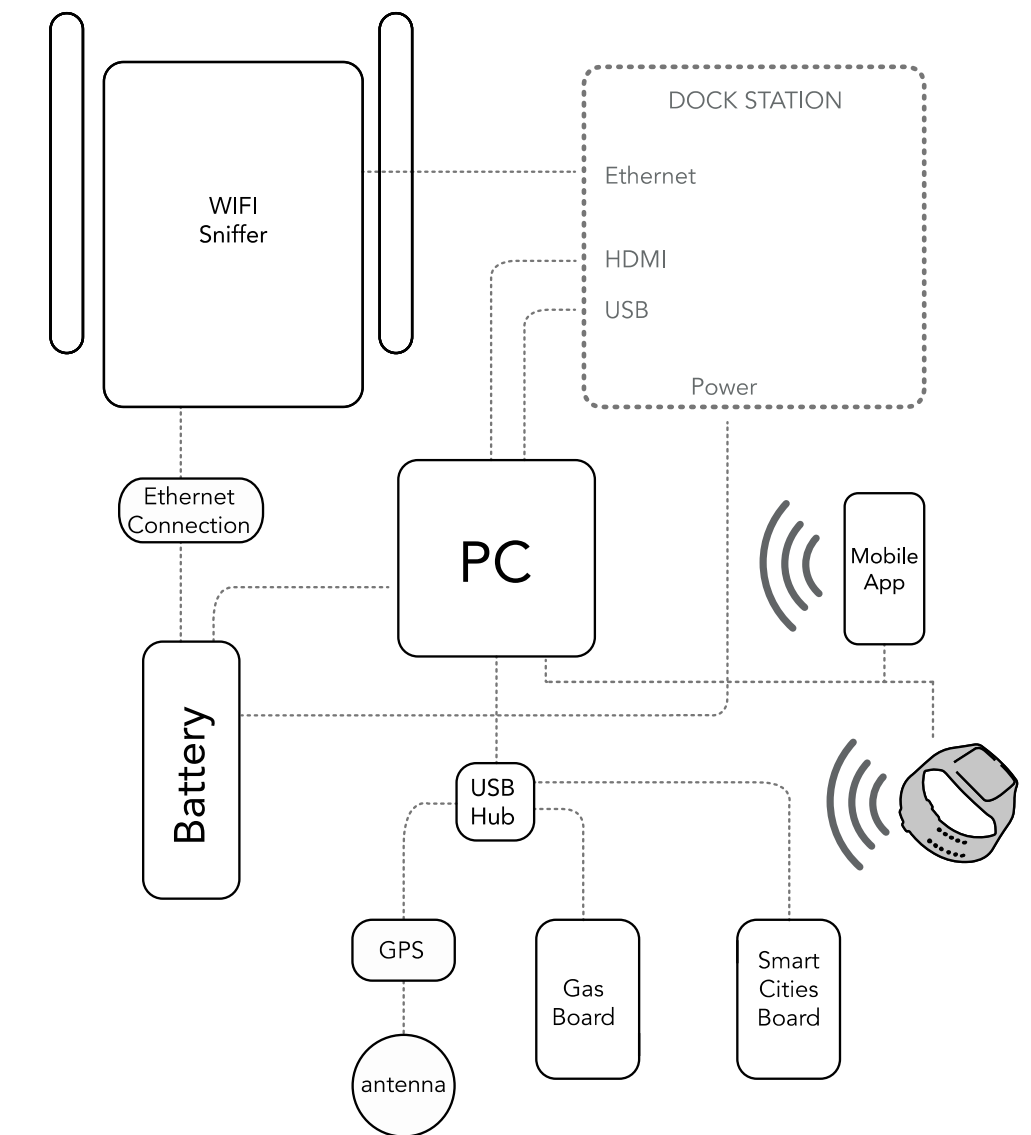 DOCK STATION
Ethernet
WIFI
Sniffer
HDMI
USB
Power
Ethernet
Connection
PC
Mobile
App
Battery
USB
Hub
GPS
Gas
Board
Smart
Cities
Board
antenna